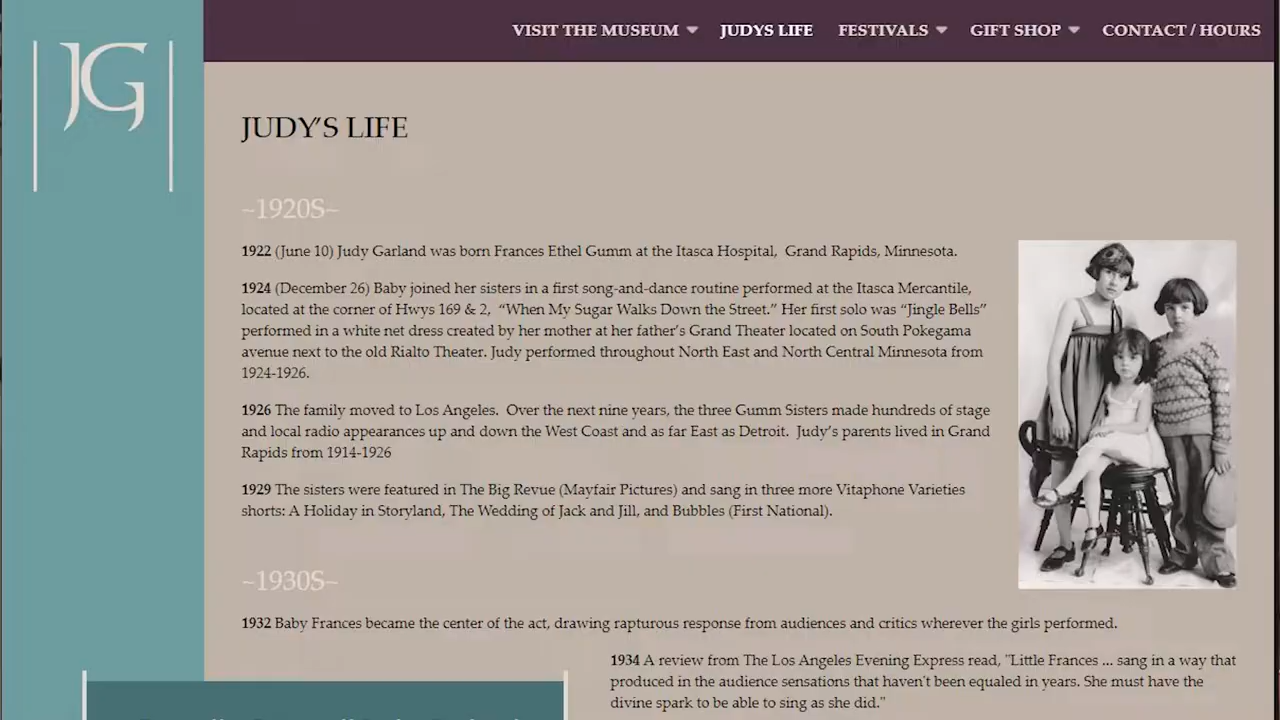 JG
VISIT THE MUSEUM JUDYS LIFE FESTIVALS GIFT SHOP CONTACT / HOURS
JUDY'S LIFE
~1920S~
1922 (June 10) Judy Garland was born Frances Ethel Gumm at the Itasca Hospital,  Grand Rapids, Minnesota.
1924 (December 26) Baby joined her sisters in a first song-and-dance routine performed at the Itasca Mercantile,
located at the corner of Hwys 169 & 2,  “When My Sugar Walks Down the Street.” Her first solo was “Jingle Bells”
performed in a white net dress created by her mother at her father’s Grand Theater located on South Pokegama
avenue next to the old Rialto Theater. Judy performed throughout North East and North Central Minnesota from
1924-1926.
1926 The family moved to Los Angeles.  Over the next nine years, the three Gumm Sisters made hundreds of stage
and local radio appearances up and down the West Coast and as far East as Detroit.  Judy’s parents lived in Grand
Rapids from 1914-1926
1929 The sisters were featured in The Big Revue (Mayfair Pictures) and sang in three more Vitaphone Varieties
shorts: A Holiday in Storyland, The Wedding of Jack and Jill, and Bubbles (First National).
~1930S~
1932 Baby Frances became the center of the act, drawing rapturous response from audiences and critics wherever the girls performed.
1934 A review from The Los Angeles Evening Express read, "Little Frances ... sang in a way that
produced in the audience sensations that haven’t been equaled in years. She must have the
divine spark to be able to sing as she did."